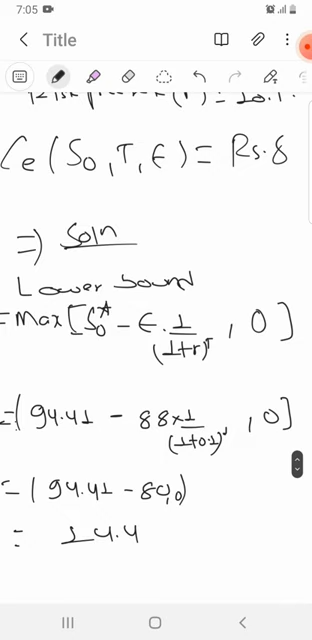 7:05
Title
Ce(S₀,T,E) = Rs.8
⇒ Soln
Lower bound
= Max[S₀* - E. 1/(1+r)ᵀ , 0]
= (94.41 - 88×1/(1+0.1)¹ , 0]
= (94.41 - 80,0)
= 14.4